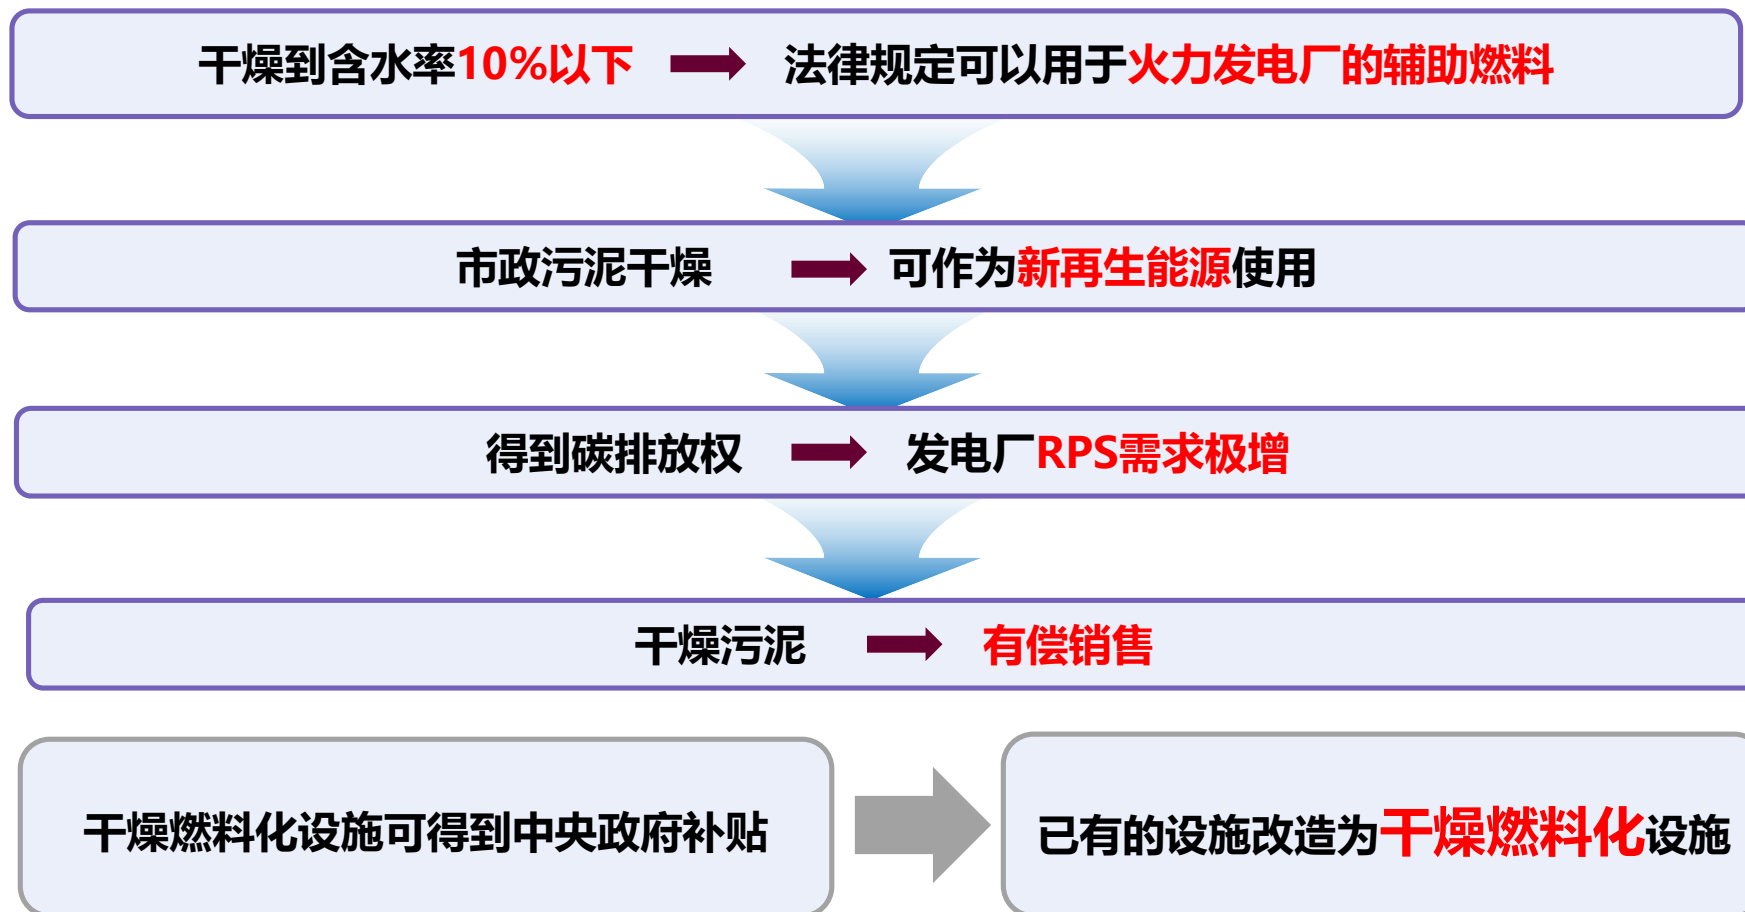 干燥到含水率10%以下 法律规定可以用于火力发电厂的辅助燃料
市政污泥干燥 可作为新再生能源使用
得到碳排放权 发电厂RPS需求极增
干燥污泥 有偿销售
干燥燃料化设施可得到中央政府补贴 已有的设施改造为干燥燃料化设施